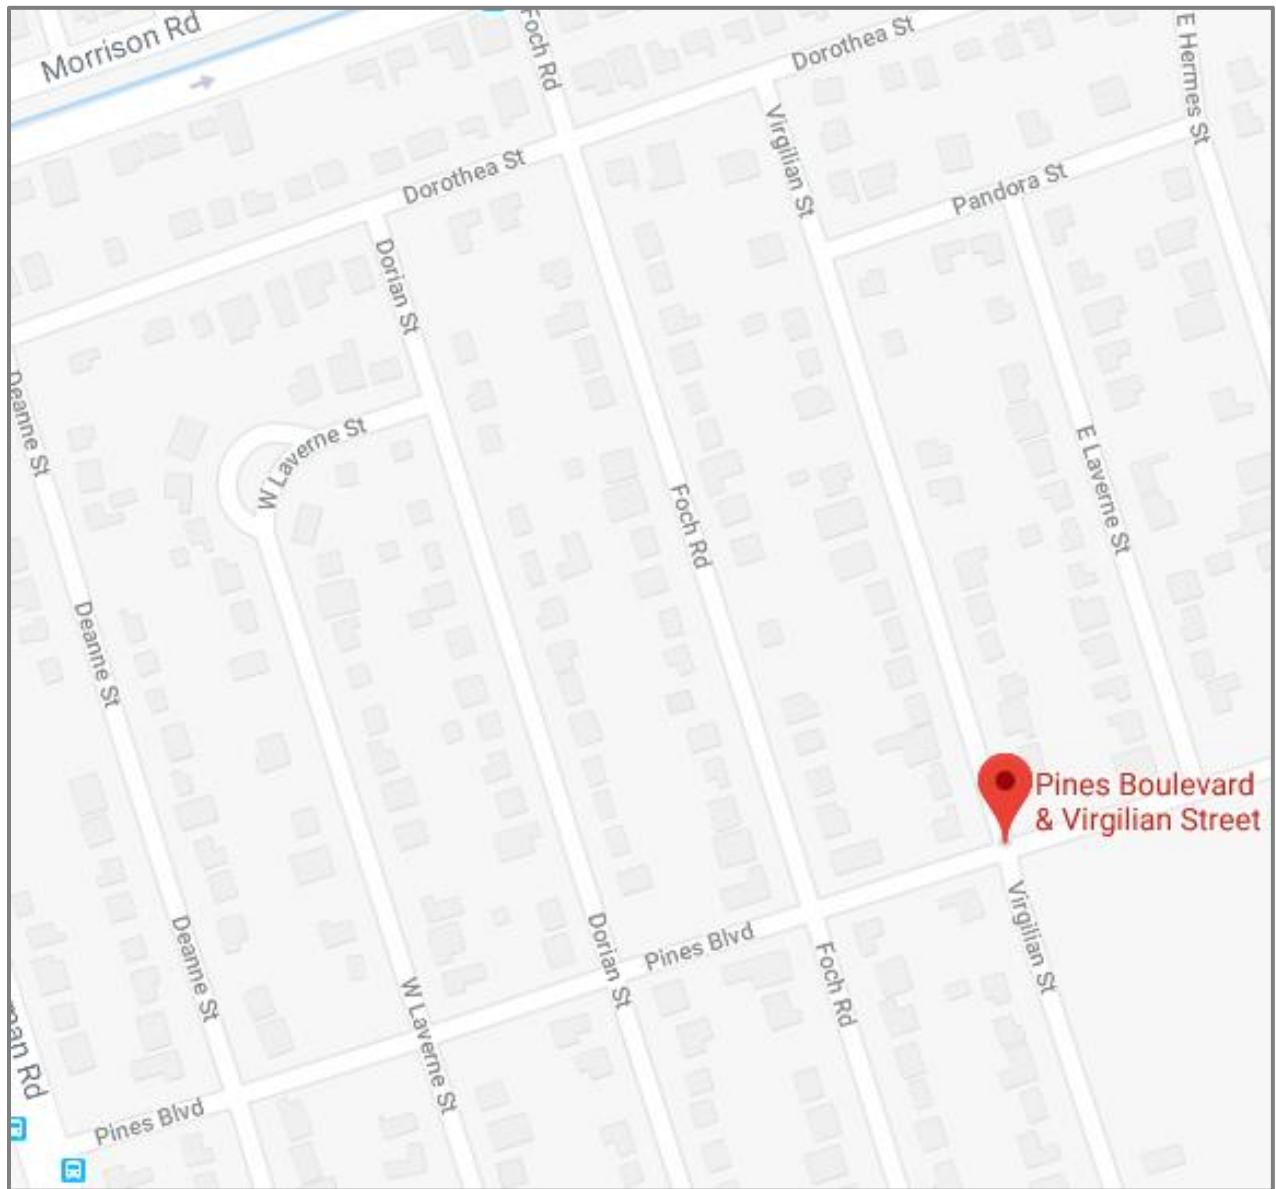 Morrison Rd
Foch Rd
Dorothea St
E Hermes St
Virgilian St
Dorothea St
Pandora St
Dorian St
Deanne St
W Laverne St
E Laverne St
Foch Rd
Deanne St
Pines Boulevard
& Virgilian Street
Virgilian St
Dorian St
Pines Blvd
Foch Rd
Deanne St
W Laverne St
Rd
Pines Blvd